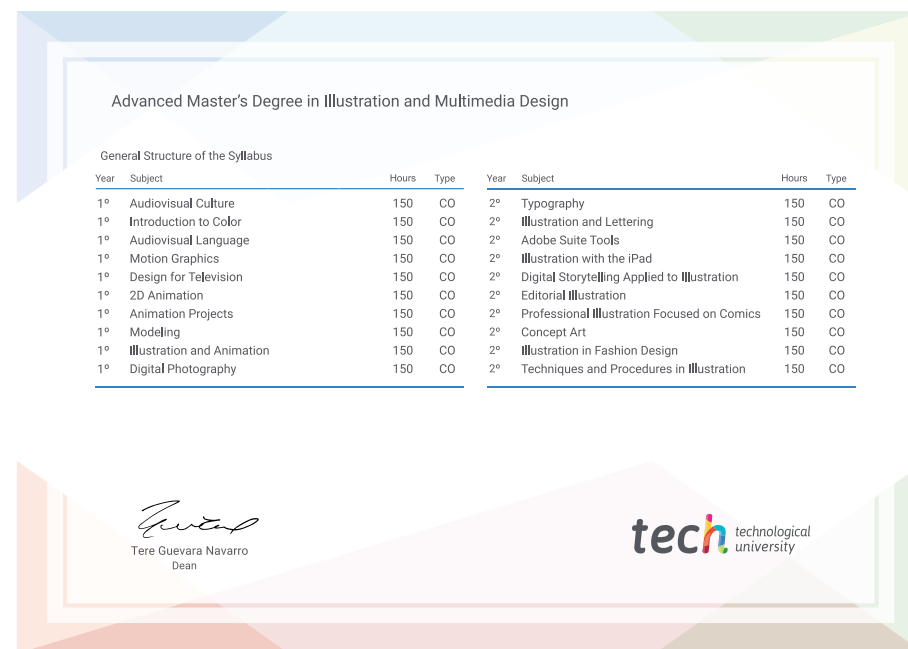 Advanced Master's Degree in Illustration and Multimedia Design
General Structure of the Syllabus
Year Subject Hours Type
1º Audiovisual Culture 150 CO
1º Introduction to Color 150 CO
1º Audiovisual Language 150 CO
1º Motion Graphics 150 CO
1º Design for Television 150 CO
1º 2D Animation 150 CO
1º Animation Projects 150 CO
1º Modeling 150 CO
1º Illustration and Animation 150 CO
1º Digital Photography 150 CO
Year Subject Hours Type
2º Typography 150 CO
2º Illustration and Lettering 150 CO
2º Adobe Suite Tools 150 CO
2º Illustration with the iPad 150 CO
2º Digital Storytelling Applied to Illustration 150 CO
2º Editorial Illustration 150 CO
2º Professional Illustration Focused on Comics 150 CO
2º Concept Art 150 CO
2º Illustration in Fashion Design 150 CO
2º Techniques and Procedures in Illustration 150 CO
Tere Guevara Navarro
Dean
tech technological
university